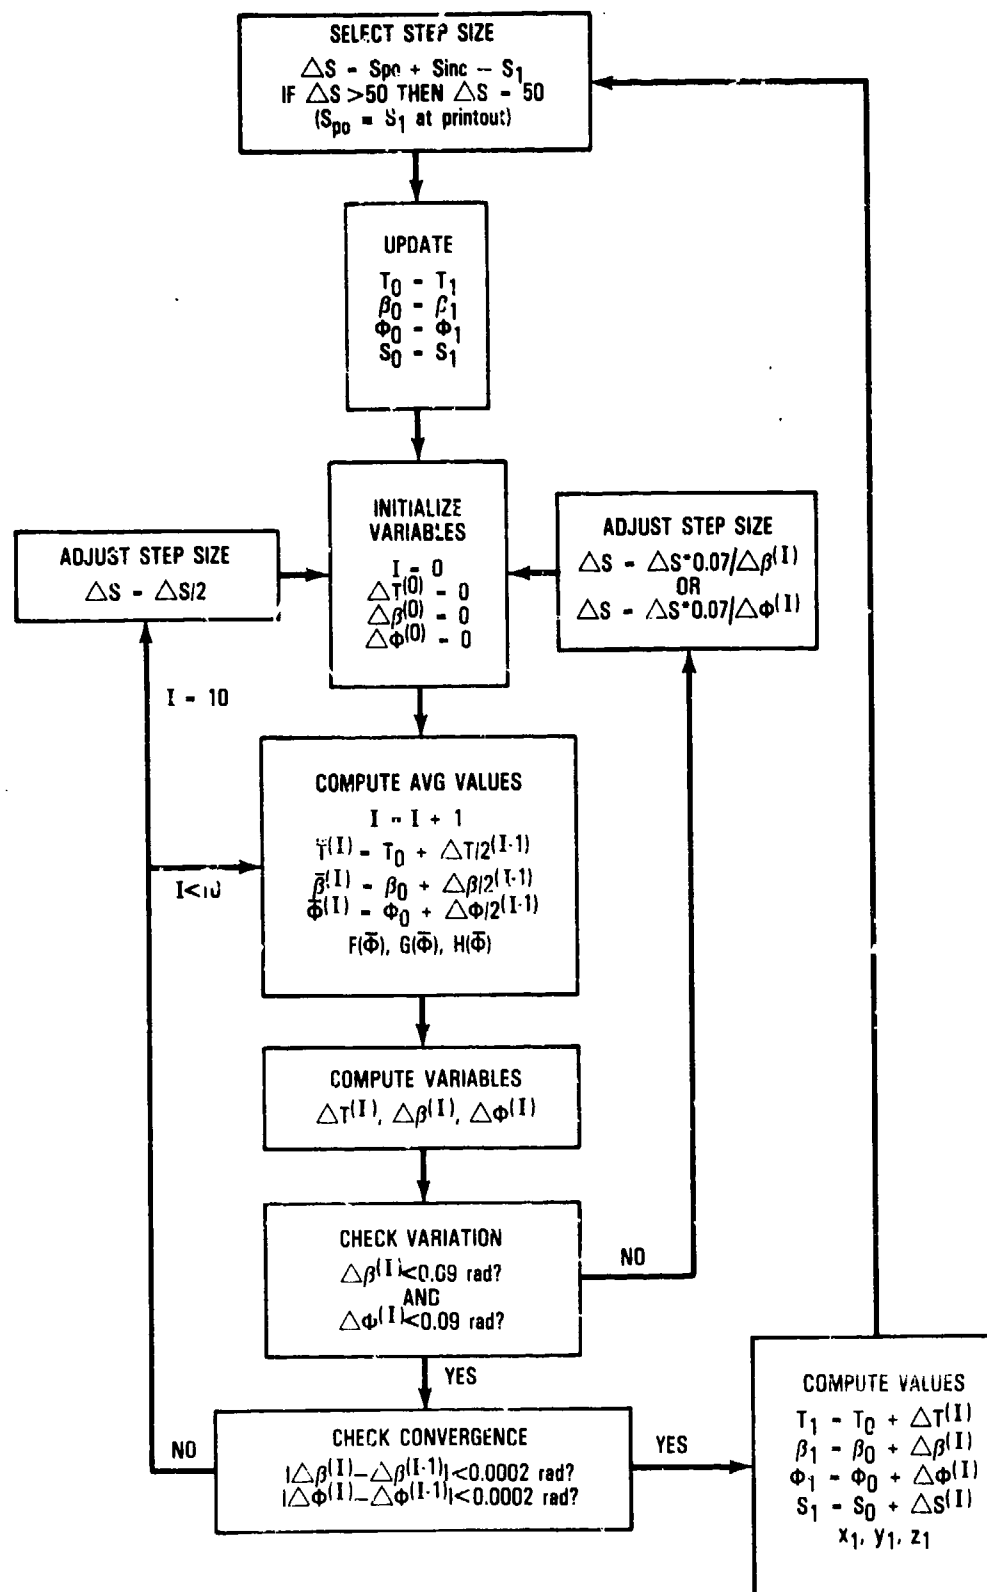 SELECT STEP SIZE
△S = Spo + Sinc − S₁
IF △S >50 THEN △S = 50
(Spo = S₁ at printout)
UPDATE
T₀ = T₁
β₀ = β₁
Φ₀ = Φ₁
S₀ = S₁
INITIALIZE
VARIABLES
I = 0
△T⁽⁰⁾ = 0
△β⁽⁰⁾ = 0
△Φ⁽⁰⁾ = 0
ADJUST STEP SIZE
△S = △S/2
ADJUST STEP SIZE
△S = △S*0.07/△β⁽ᴵ⁾
OR
△S = △S*0.07/△Φ⁽ᴵ⁾
I = 10
COMPUTE AVG VALUES
I = I + 1
T̄⁽ᴵ⁾ = T₀ + △T/2⁽ᴵ⁻¹⁾
β̄⁽ᴵ⁾ = β₀ + △β/2⁽ᴵ⁻¹⁾
Φ̄⁽ᴵ⁾ = Φ₀ + △Φ/2⁽ᴵ⁻¹⁾
F(Φ̄), G(Φ̄), H(Φ̄)
I<10
COMPUTE VARIABLES
△T⁽ᴵ⁾, △β⁽ᴵ⁾, △Φ⁽ᴵ⁾
CHECK VARIATION
△β⁽ᴵ⁾<0.09 rad?
AND
△Φ⁽ᴵ⁾<0.09 rad?
NO
YES
CHECK CONVERGENCE
|△β⁽ᴵ⁾−△β⁽ᴵ⁻¹⁾|<0.0002 rad?
|△Φ⁽ᴵ⁾−△Φ⁽ᴵ⁻¹⁾|<0.0002 rad?
NO
YES
COMPUTE VALUES
T₁ = T₀ + △T⁽ᴵ⁾
β₁ = β₀ + △β⁽ᴵ⁾
Φ₁ = Φ₀ + △Φ⁽ᴵ⁾
S₁ = S₀ + △S⁽ᴵ⁾
x₁, y₁, z₁